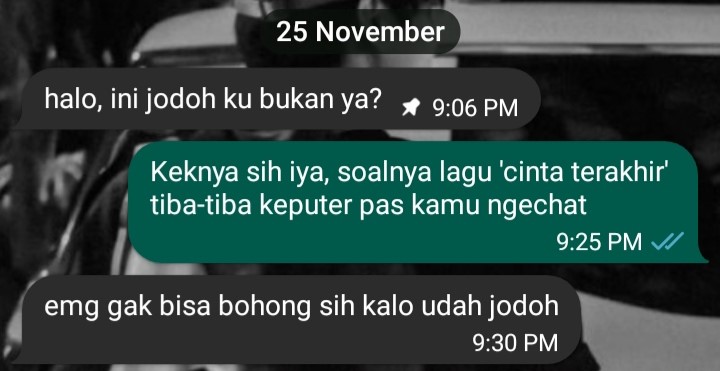 25 November
halo, ini jodoh ku bukan ya? 9:06 PM
Keknya sih iya, soalnya lagu 'cinta terakhir'
tiba-tiba keputer pas kamu ngechat
9:25 PM
emg gak bisa bohong sih kalo udah jodoh
9:30 PM